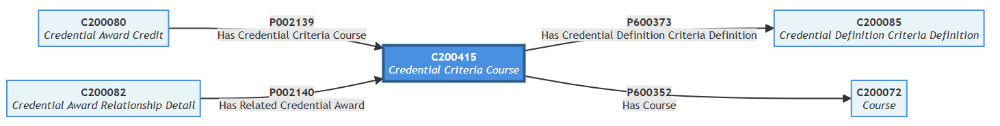 C200080
Credential Award Credit
P002139
Has Credential Criteria Course
C200082
Credential Award Relationship Detail
P002140
Has Related Credential Award
C200415
Credential Criteria Course
P600373
Has Credential Definition Criteria Definition
C200085
Credential Definition Criteria Definition
P600352
Has Course
C200072
Course